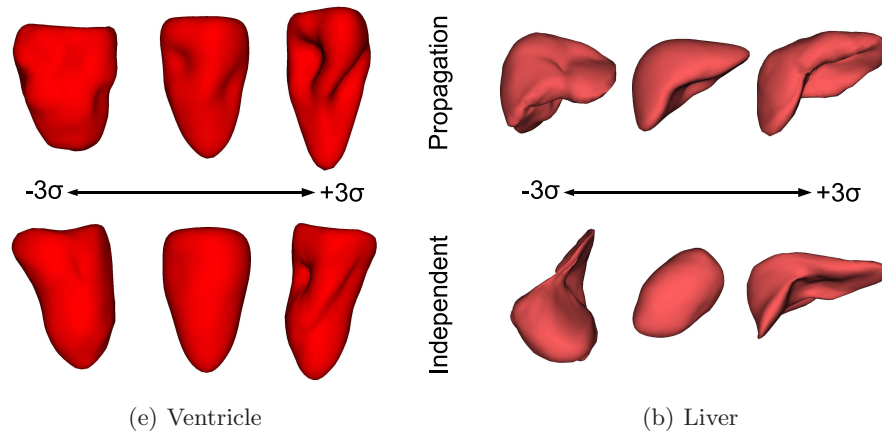 Propagation
-3σ
+3σ
-3σ
+3σ
Independent
(e) Ventricle
(b) Liver